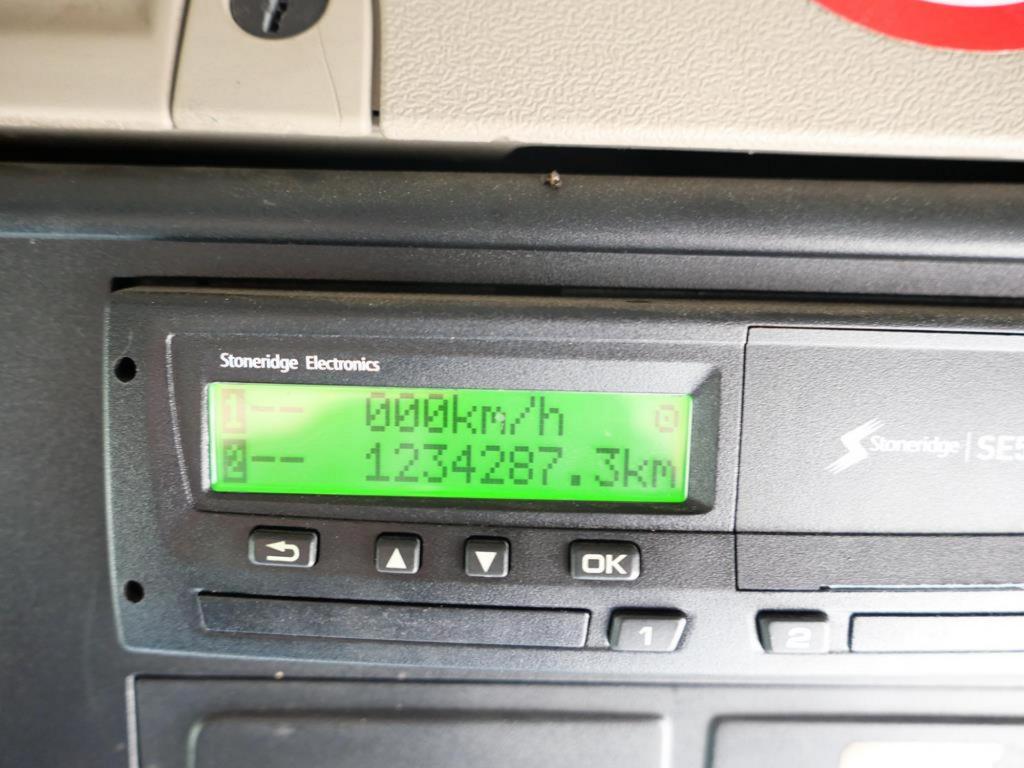 Stoneridge Electronics
1-- 000km/h
2-- 1234287.3km
Stoneridge | SE5
OK
1
2